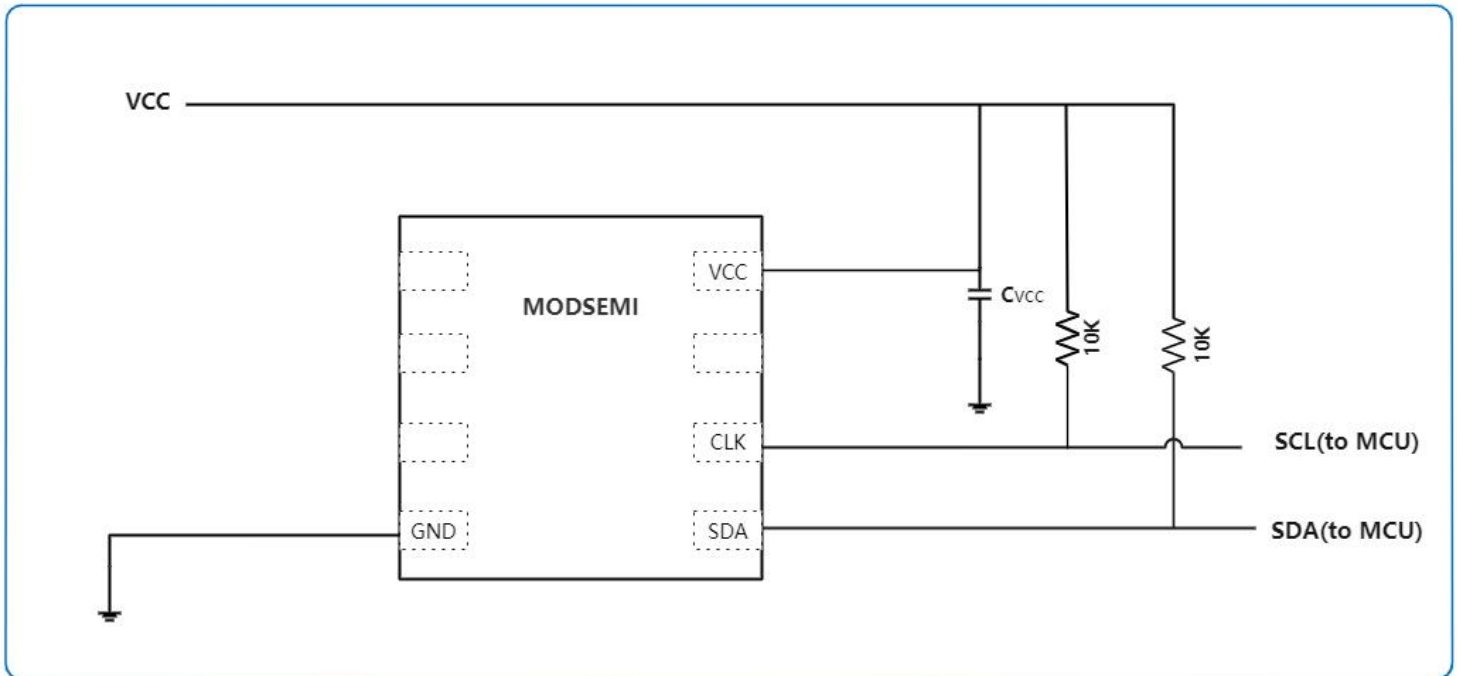 VCC
VCC
MODSEMI
CVCC
10K
10K
CLK
SCL(to MCU)
GND
SDA
SDA(to MCU)